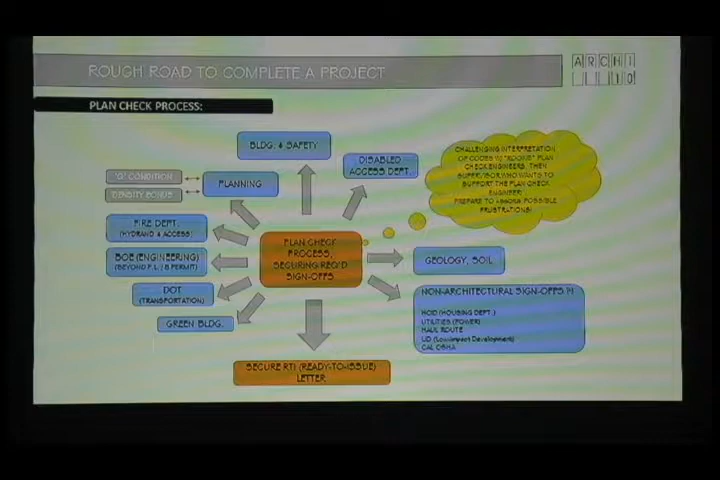 ROUGH ROAD TO COMPLETE A PROJECT
ARCHI
10
PLAN CHECK PROCESS:
BLDG. & SAFETY
DISABLED
ACCESS DEPT.
CHALLENGING INTERPRETATION
OF CODES W/ "ROOKIE" PLAN
CHECK ENGINEERS, THEN
SUPERVISOR WHO WANTS TO
SUPPORT THE PLAN CHECK
ENGINEER!
PREPARE TO ABSORB POSSIBLE
FRUSTRATIONS!
"Q" CONDITION
DENSITY BONUS
PLANNING
FIRE DEPT.
(HYDRAND & ACCESS)
BOE (ENGINEERING)
(BEYOND P.L. / B PERMIT)
DOT
(TRANSPORTATION)
GREEN BLDG.
PLAN CHECK
PROCESS,
SECURING REQ'D
SIGN-OFFS
GEOLOGY, SOIL
NON-ARCHITECTURAL SIGN-OFFS
HCID (HOUSING DEPT.)
UTILITIES (POWER)
HAUL ROUTE
LID (Low-Impact Development)
CAL OSHA
SECURE RTI (READY-TO-ISSUE)
LETTER